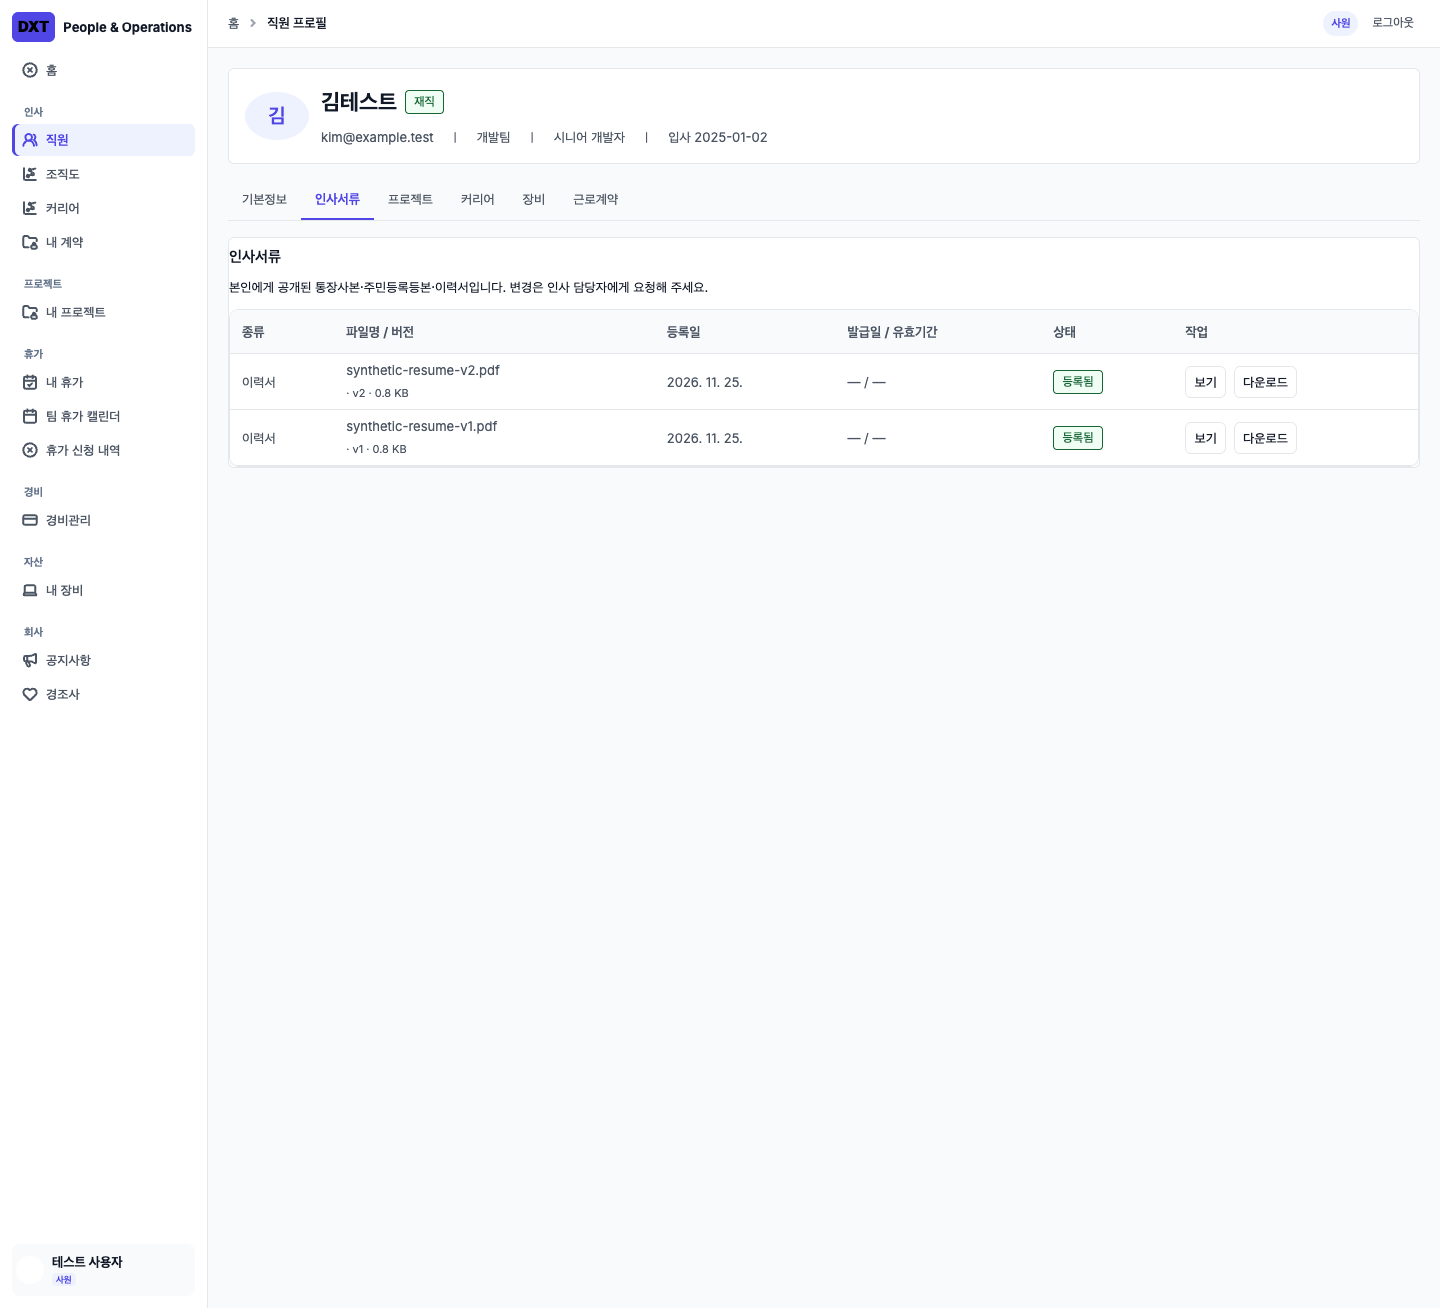 DXT People & Operations
홈
인사
직원
조직도
커리어
내 계약
프로젝트
내 프로젝트
휴가
내 휴가
팀 휴가 캘린더
휴가 신청 내역
경비
경비관리
자산
내 장비
회사
공지사항
경조사
테스트 사용자
사원
홈 직원 프로필
사원 로그아웃
김
김테스트 재직
kim@example.test | 개발팀 | 시니어 개발자 | 입사 2025-01-02
기본정보 인사서류 프로젝트 커리어 장비 근로계약
인사서류
본인에게 공개된 통장사본·주민등록등본·이력서입니다. 변경은 인사 담당자에게 요청해 주세요.
종류 파일명 / 버전 등록일 발급일 / 유효기간 상태 작업
이력서 synthetic-resume-v2.pdf 2026. 11. 25. — / — 등록됨 보기 다운로드
· v2 · 0.8 KB
이력서 synthetic-resume-v1.pdf 2026. 11. 25. — / — 등록됨 보기 다운로드
· v1 · 0.8 KB